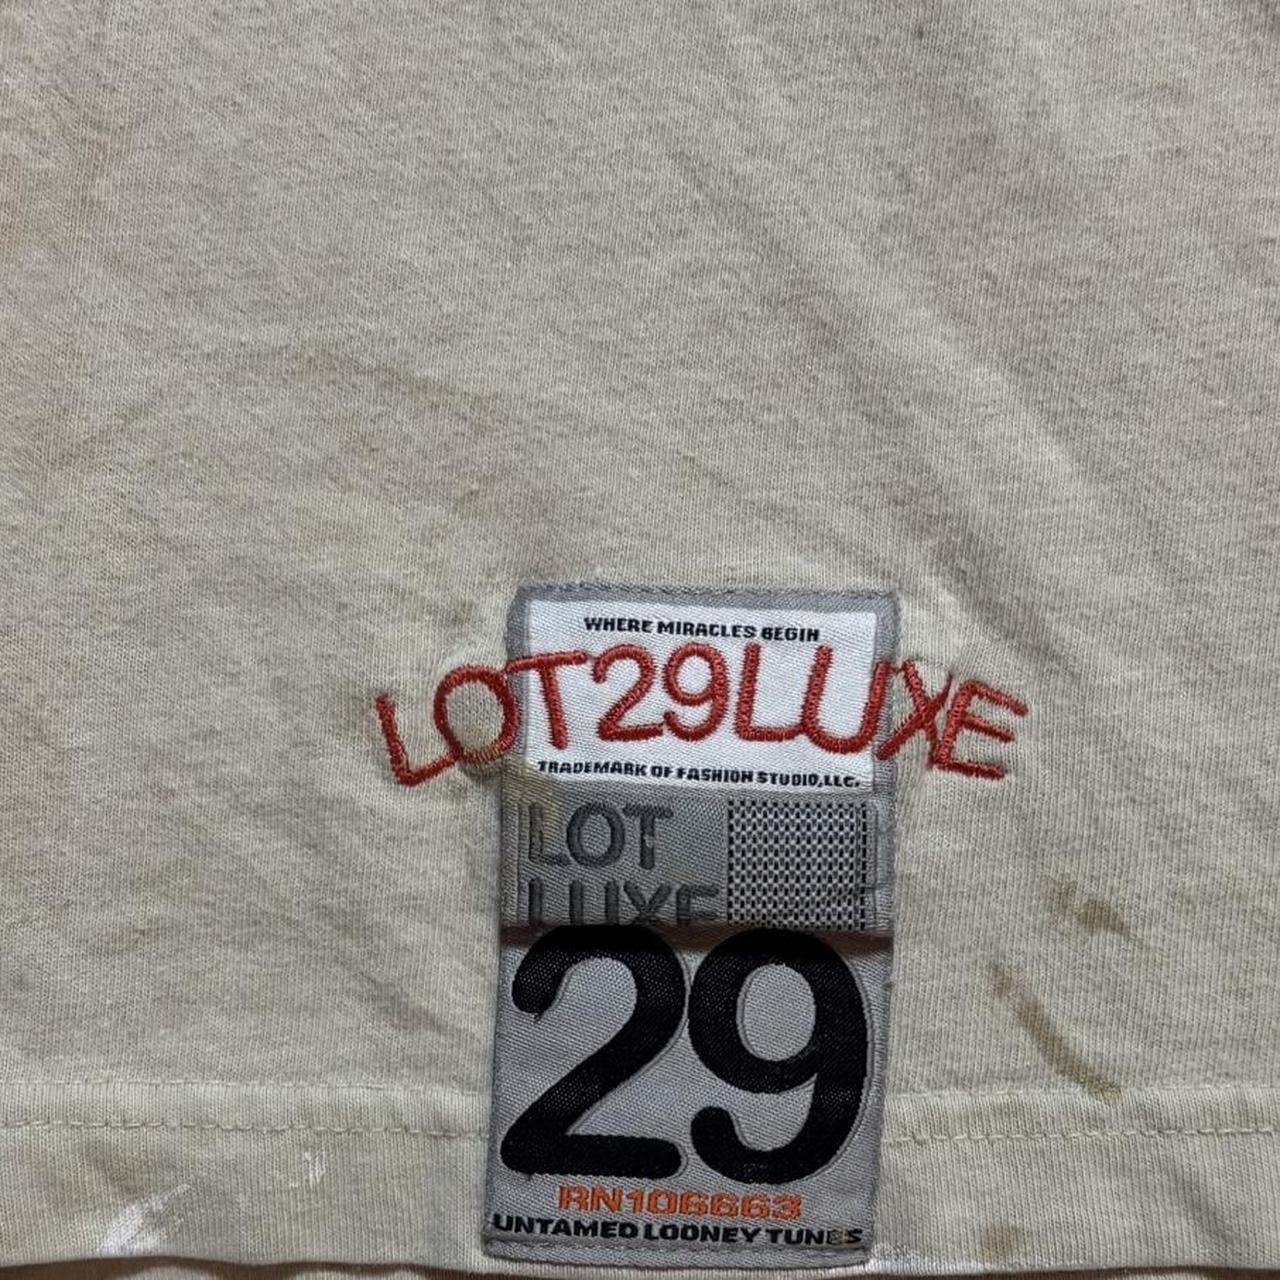 WHERE MIRACLES BEGIN
LOT29LUXE
TRADEMARK OF FASHION STUDIO,LLC.
LOT
LUXE
29
RN106663
UNTAMED LOONEY TUNES